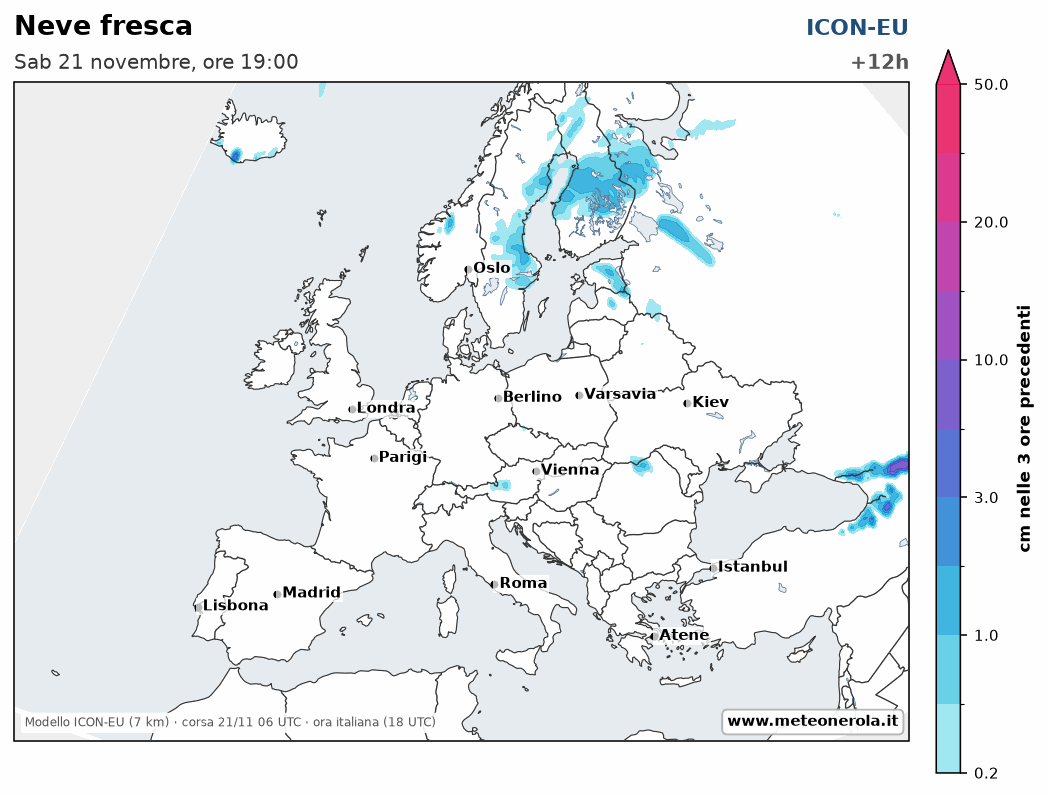 Neve fresca
ICON-EU
Sab 21 novembre, ore 19:00
+12h
50.0
20.0
10.0
3.0
1.0
0.2
cm nelle 3 ore precedenti
Oslo
Londra
Berlino
Varsavia
Kiev
Parigi
Vienna
Istanbul
Roma
Madrid
Lisbona
Atene
Modello ICON-EU (7 km) · corsa 21/11 06 UTC · ora italiana (18 UTC)
www.meteonerola.it